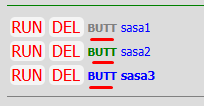 RUN DEL BUTT sasa1
RUN DEL BUTT sasa2
RUN DEL BUTT sasa3